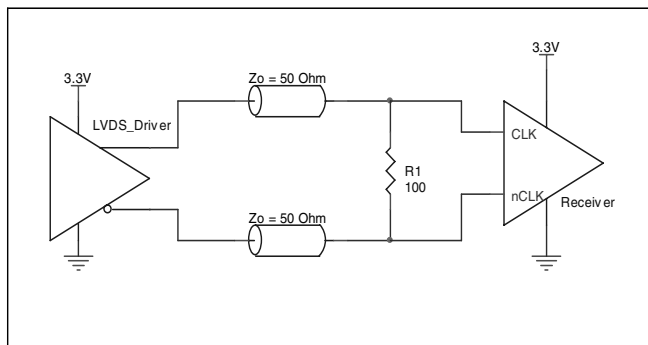 3.3V
LVDS_Driver
Zo = 50 Ohm
Zo = 50 Ohm
R1
100
3.3V
CLK
nCLK
Receiver